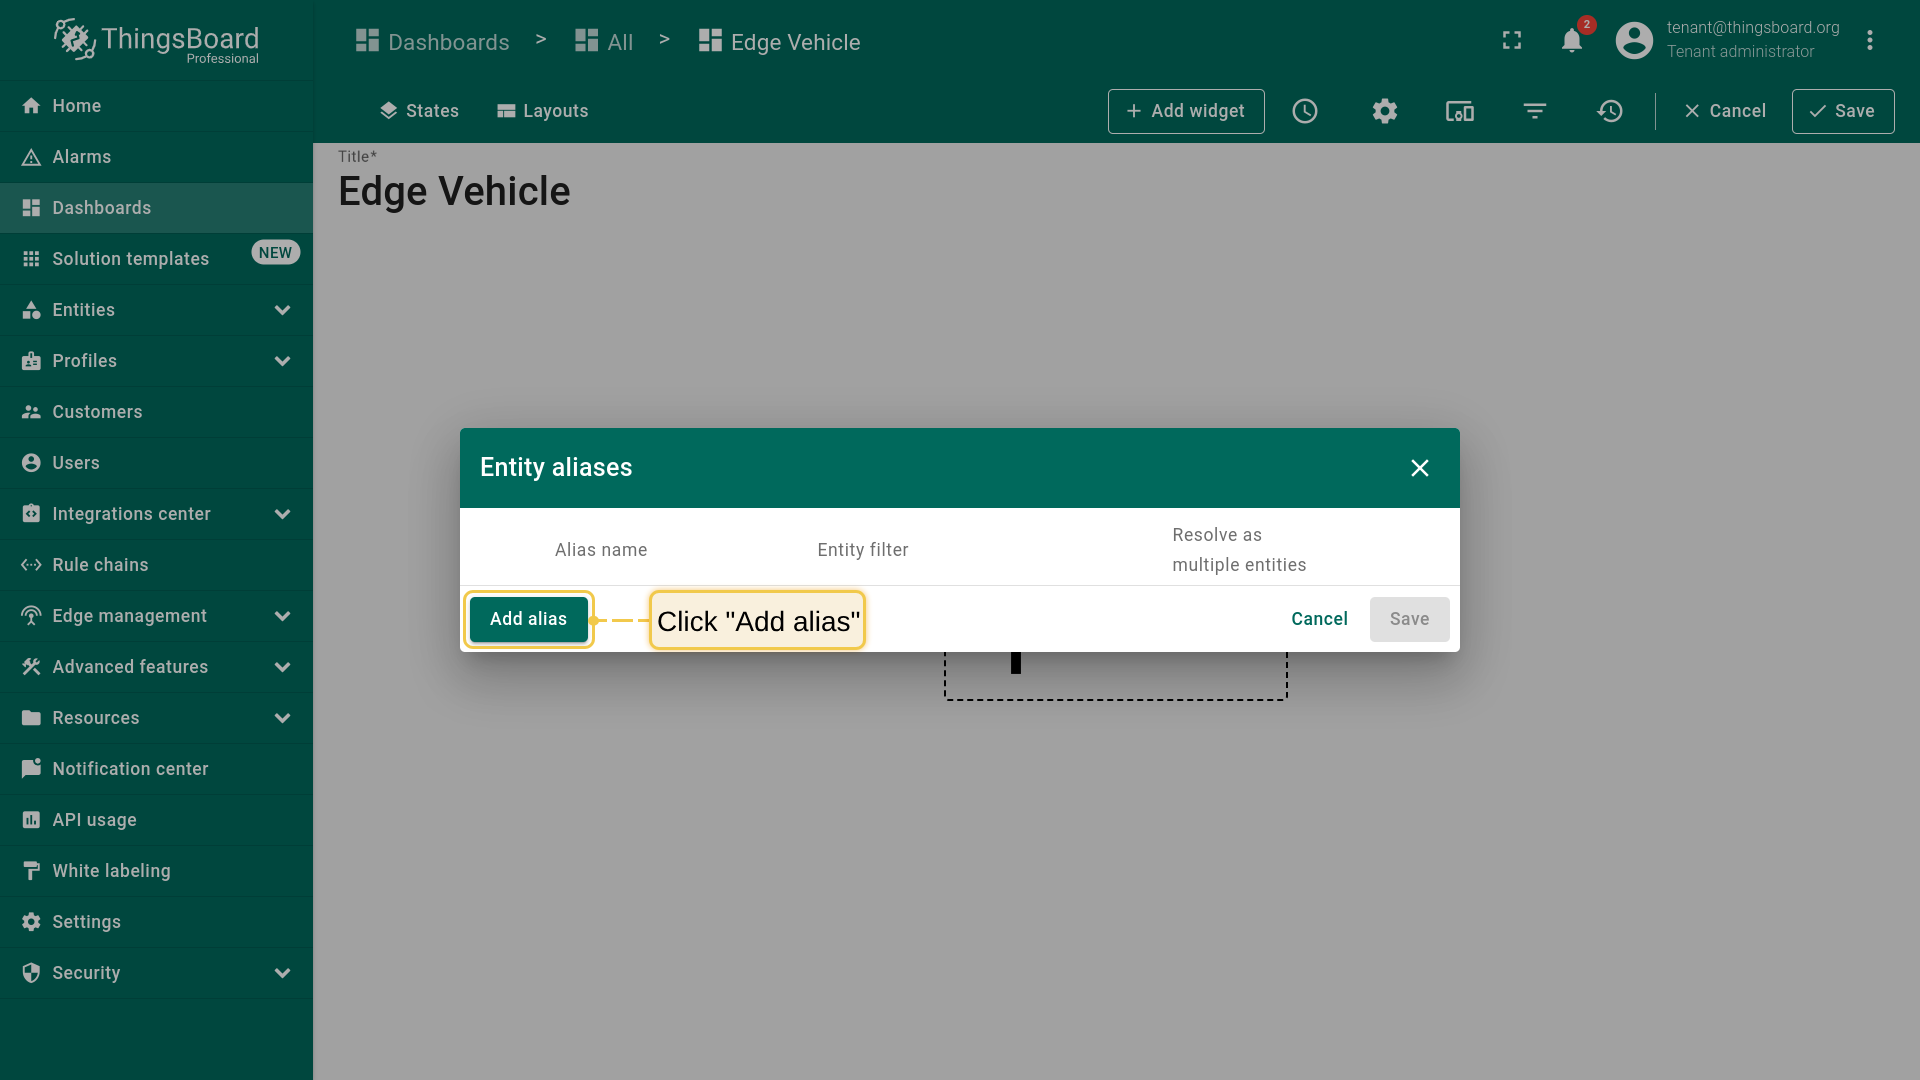 ThingsBoard
Professional
Dashboards > All > Edge Vehicle
2
tenant@thingsboard.org
Tenant administrator
States
Layouts
Add widget
Cancel
Save
Home
Alarms
Dashboards
Solution templates
NEW
Entities
Profiles
Customers
Users
Integrations center
Rule chains
Edge management
Advanced features
Resources
Notification center
API usage
White labeling
Settings
Security
Title*
Edge Vehicle
Entity aliases
Alias name
Entity filter
Resolve as
multiple entities
Add alias
Click "Add alias"
Cancel
Save